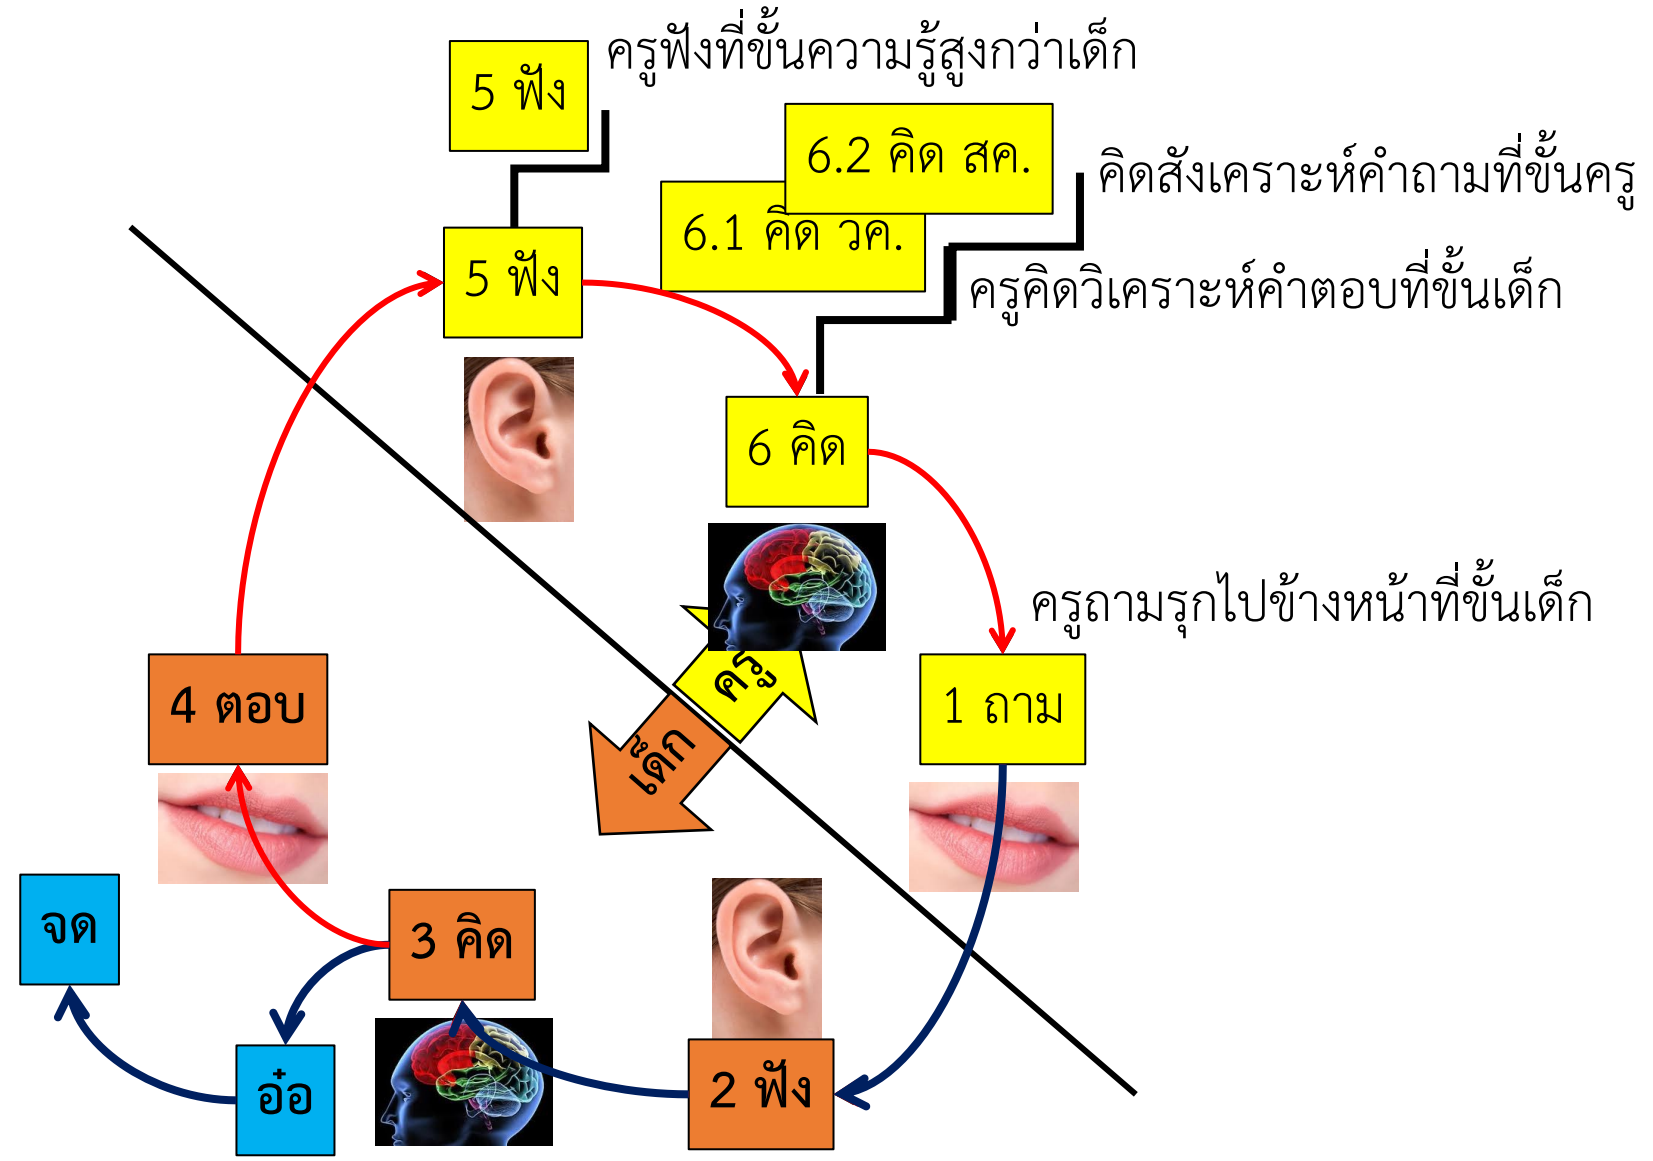 ครูฟังที่ขั้นความรู้สูงกว่าเด็ก
5 ฟัง
6.2 คิด สค.
คิดสังเคราะห์คำถามที่ขั้นครู
6.1 คิด วค.
5 ฟัง
ครูคิดวิเคราะห์คำตอบที่ขั้นเด็ก
6 คิด
ครูถามรุกไปข้างหน้าที่ขั้นเด็ก
ครู
4 ตอบ
1 ถาม
เด็ก
จด
3 คิด
อ๋อ
2 ฟัง